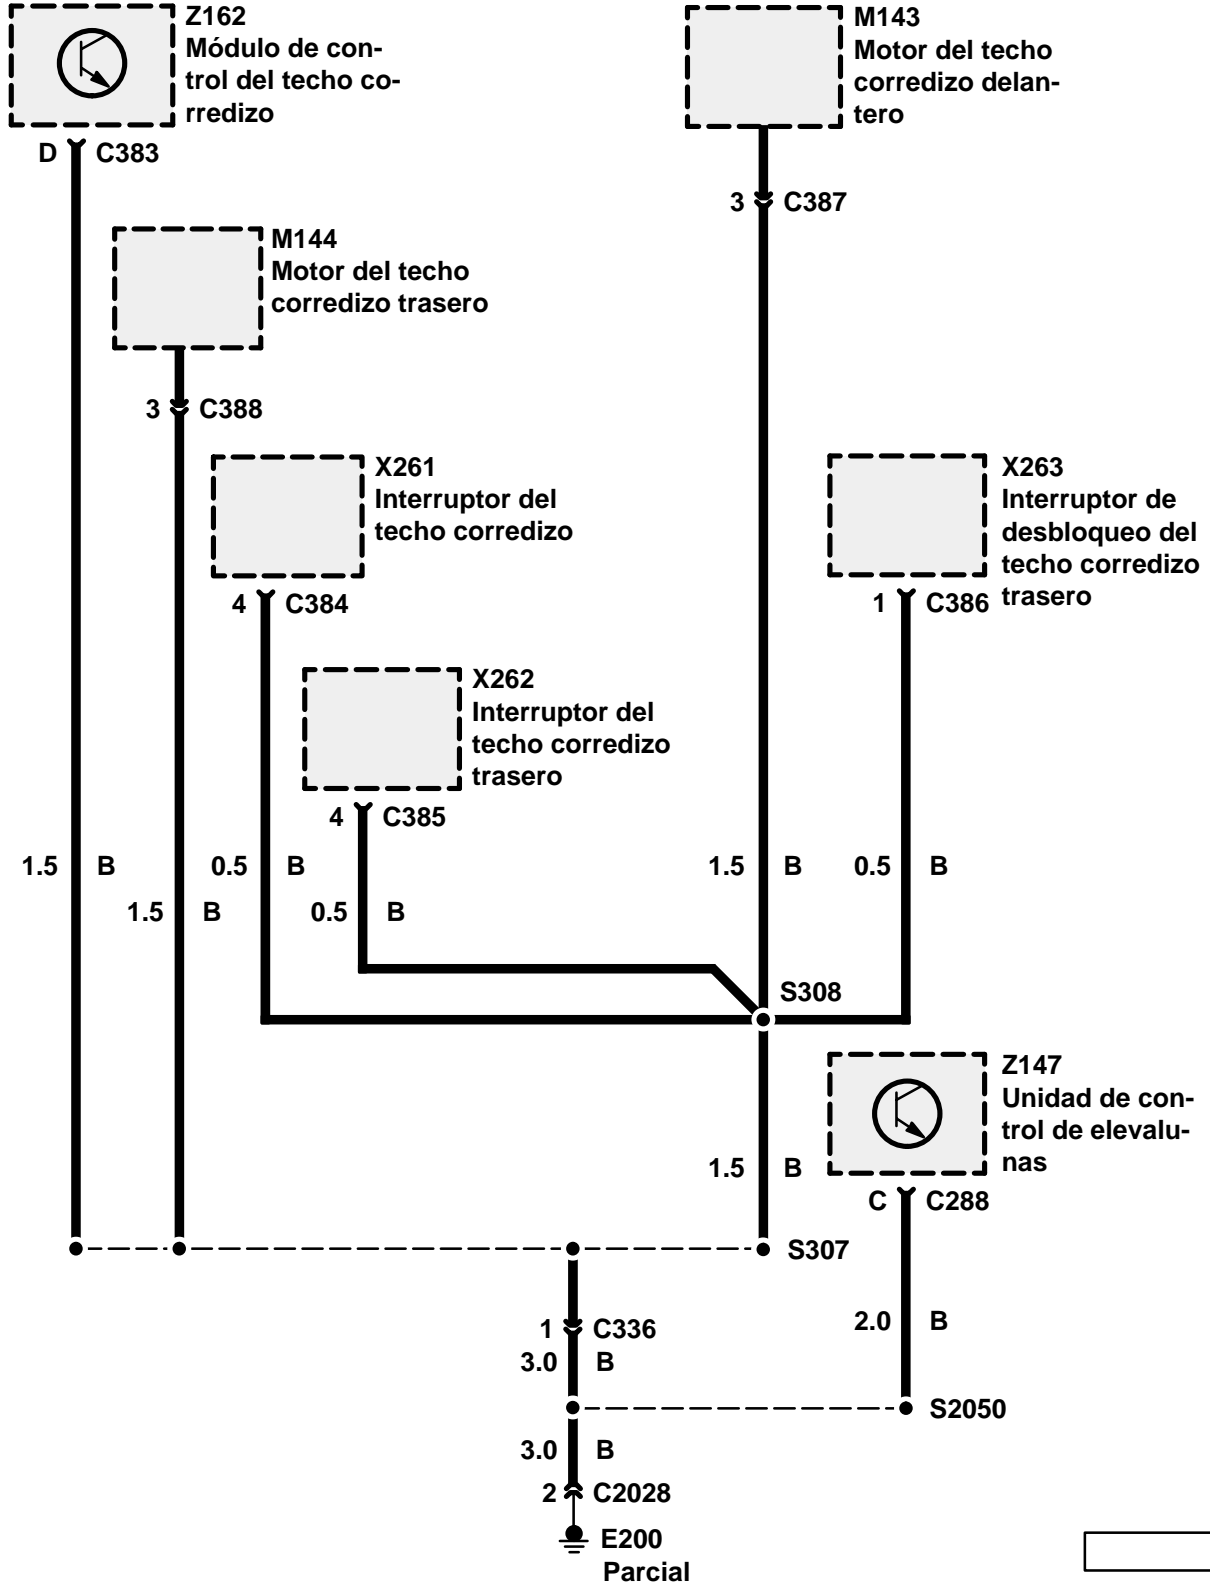 Z162
Módulo de con-
trol del techo co-
rredizo
D
C383
M143
Motor del techo
corredizo delan-
tero
3
C387
M144
Motor del techo
corredizo trasero
3
C388
X261
Interruptor del
techo corredizo
4
C384
X263
Interruptor de
desbloqueo del
techo corredizo
trasero
1
C386
X262
Interruptor del
techo corredizo
trasero
4
C385
1.5
B
0.5
B
1.5
B
0.5
B
1.5
B
0.5
B
S308
Z147
Unidad de con-
trol de elevalu-
nas
1.5
B
C
C288
S307
1
C336
2.0
B
3.0
B
S2050
3.0
B
2
C2028
E200
Parcial